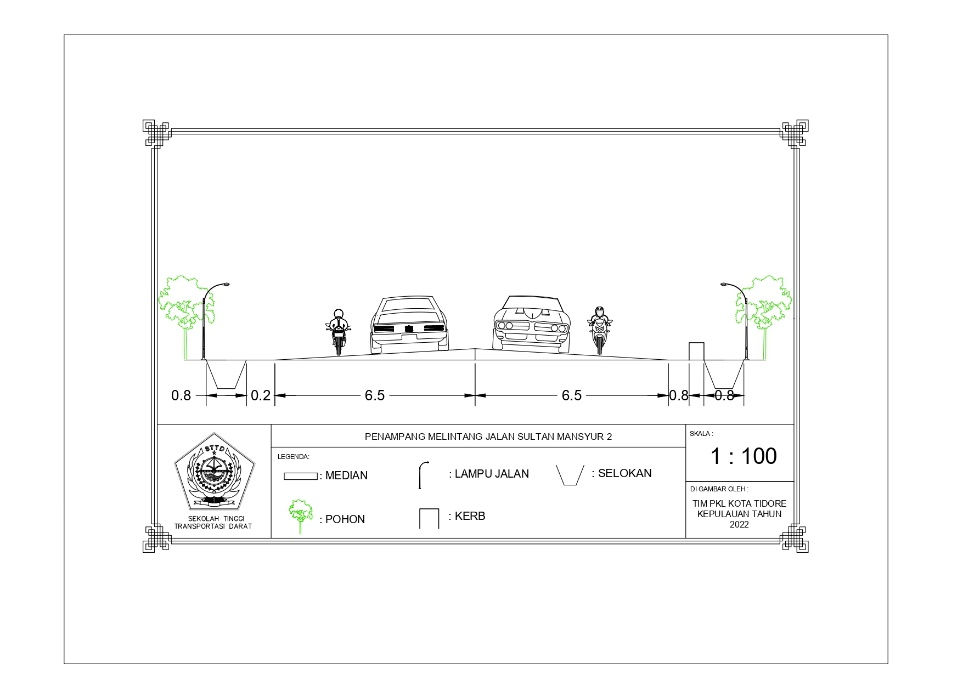 0.8 0.2 6.5 6.5 0.8 0.8
PENAMPANG MELINTANG JALAN SULTAN MANSYUR 2
SKALA :
1 : 100
LEGENDA:
: MEDIAN
: LAMPU JALAN
: SELOKAN
: POHON
: KERB
STTD
SEKOLAH TINGGI
TRANSPORTASI DARAT
DI GAMBAR OLEH :
TIM PKL KOTA TIDORE
KEPULAUAN TAHUN
2022